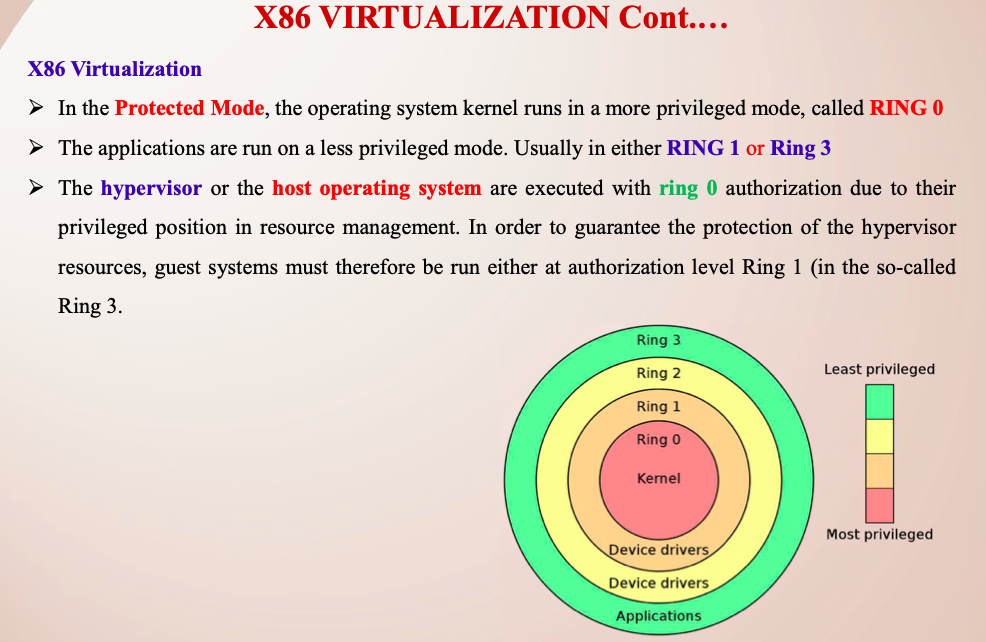 X86 VIRTUALIZATION Cont.…
X86 Virtualization
➢ In the Protected Mode, the operating system kernel runs in a more privileged mode, called RING 0
➢ The applications are run on a less privileged mode. Usually in either RING 1 or Ring 3
➢ The hypervisor or the host operating system are executed with ring 0 authorization due to their
privileged position in resource management. In order to guarantee the protection of the hypervisor
resources, guest systems must therefore be run either at authorization level Ring 1 (in the so-called
Ring 3.
Ring 3
Ring 2
Ring 1
Ring 0
Kernel
Device drivers
Device drivers
Applications
Least privileged
Most privileged